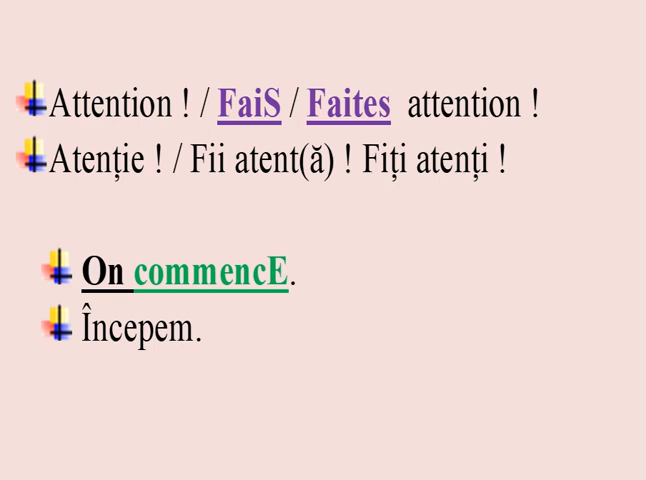 Attention ! / FaiS / Faites attention !
Atenție ! / Fii atent(ă) ! Fiți atenți !
On commencE.
Începem.